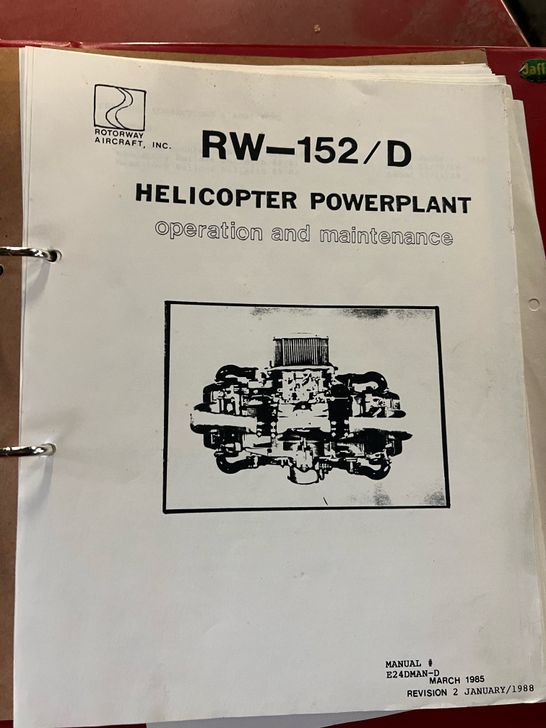 ROTORWAY
AIRCRAFT, INC.
RW-152/D
HELICOPTER POWERPLANT
operation and maintenance
MANUAL #
E24DMAN-D
MARCH 1985
REVISION 2 JANUARY/1988